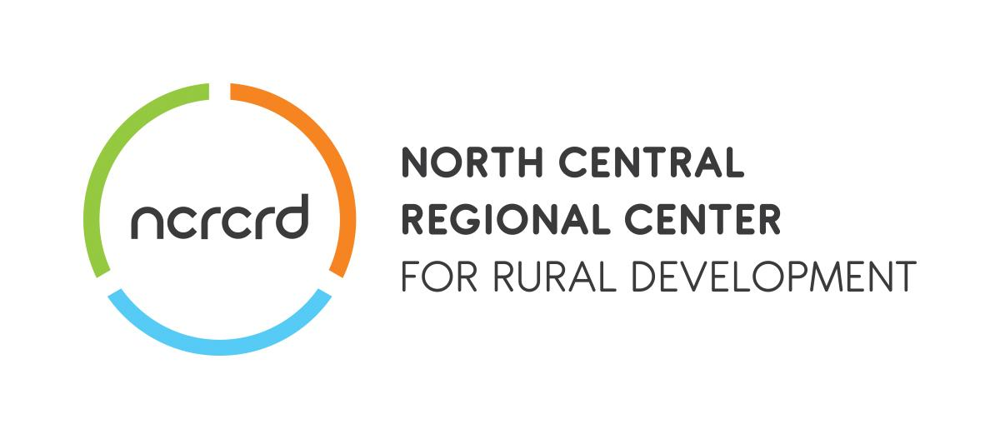 ncrcrd
NORTH CENTRAL
REGIONAL CENTER
FOR RURAL DEVELOPMENT